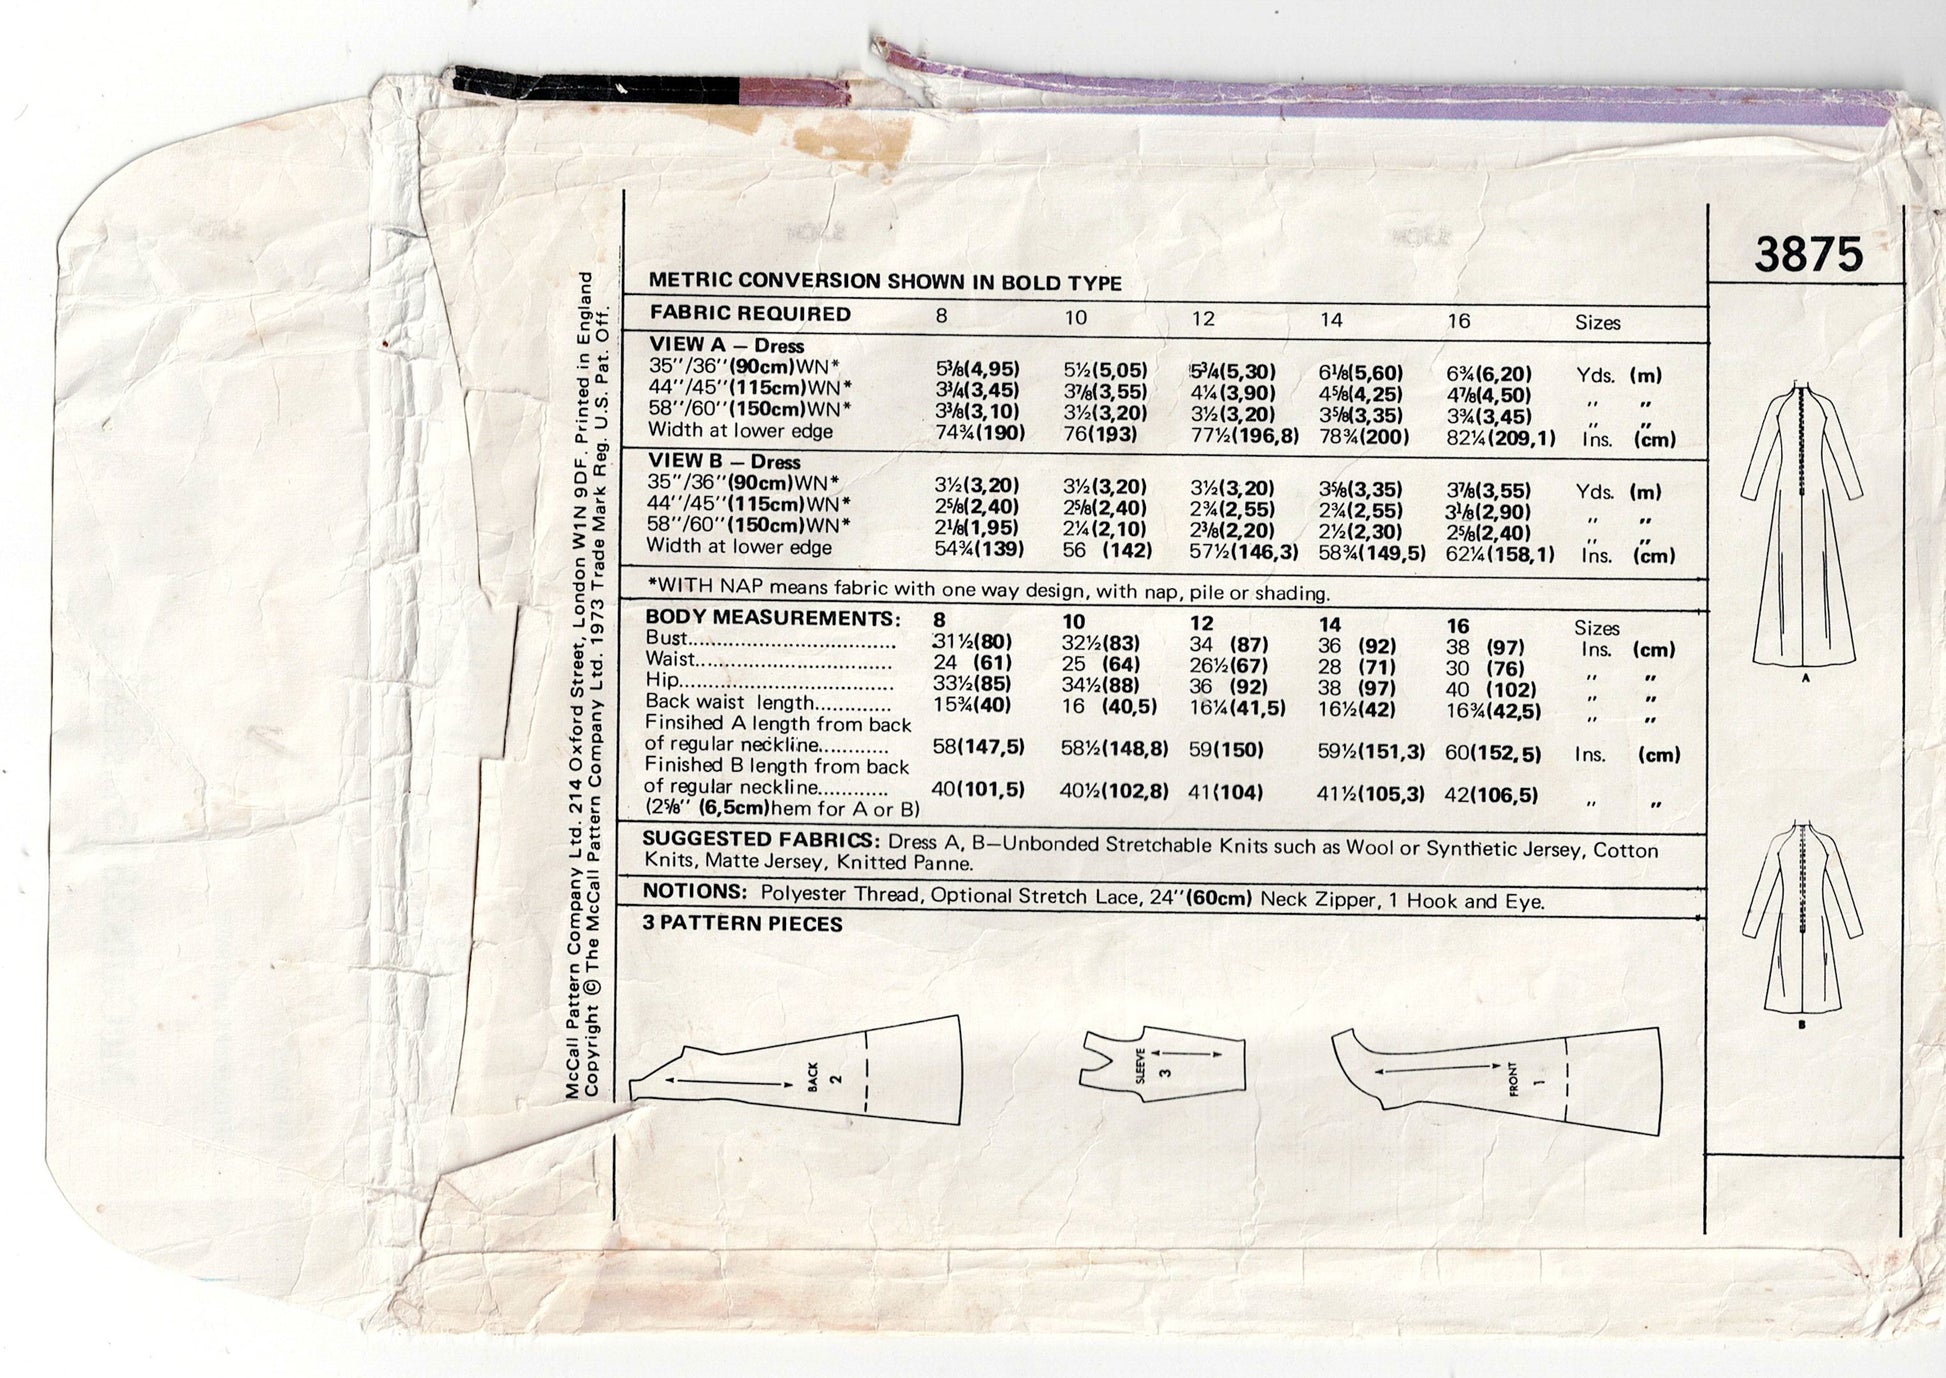 McCall Pattern Company Ltd. 214 Oxford Street, London W1N 9DF. Printed in England
Copyright © The McCall Pattern Company Ltd. 1973 Trade Mark Reg. U.S. Pat. Off.
METRIC CONVERSION SHOWN IN BOLD TYPE
FABRIC REQUIRED 8 10 12 14 16 Sizes
VIEW A — Dress
35''/36''(90cm)WN* 5⅜(4,95) 5½(5,05) 5¾(5,30) 6⅛(5,60) 6¾(6,20) Yds. (m)
44''/45''(115cm)WN* 3¾(3,45) 3⅞(3,55) 4¼(3,90) 4⅝(4,25) 4⅞(4,50) ,, ,,
58''/60''(150cm)WN* 3⅜(3,10) 3½(3,20) 3½(3,20) 3⅝(3,35) 3¾(3,45) ,, ,,
Width at lower edge 74¾(190) 76(193) 77½(196,8) 78¾(200) 82¼(209,1) Ins. (cm)
VIEW B — Dress
35''/36''(90cm)WN* 3½(3,20) 3½(3,20) 3½(3,20) 3⅝(3,35) 3⅞(3,55) Yds. (m)
44''/45''(115cm)WN* 2⅝(2,40) 2⅝(2,40) 2¾(2,55) 2¾(2,55) 3⅛(2,90) ,, ,,
58''/60''(150cm)WN* 2⅛(1,95) 2¼(2,10) 2⅜(2,20) 2½(2,30) 2⅝(2,40) ,, ,,
Width at lower edge 54¾(139) 56 (142) 57½(146,3) 58¾(149,5) 62¼(158,1) Ins. (cm)
*WITH NAP means fabric with one way design, with nap, pile or shading.
BODY MEASUREMENTS: 8 10 12 14 16 Sizes
Bust.................................... 31½(80) 32½(83) 34 (87) 36 (92) 38 (97) Ins. (cm)
Waist.................................. 24 (61) 25 (64) 26½(67) 28 (71) 30 (76) ,, ,,
Hip..................................... 33½(85) 34½(88) 36 (92) 38 (97) 40 (102) ,, ,,
Back waist length............. 15¾(40) 16 (40,5) 16¼(41,5) 16½(42) 16¾(42,5) ,, ,,
Finsihed A length from back
of regular neckline............ 58(147,5) 58½(148,8) 59(150) 59½(151,3) 60(152,5) Ins. (cm)
Finished B length from back
of regular neckline............ 40(101,5) 40½(102,8) 41(104) 41½(105,3) 42(106,5) ,, ,,
(2⅝'' (6,5cm)hem for A or B)
SUGGESTED FABRICS: Dress A, B—Unbonded Stretchable Knits such as Wool or Synthetic Jersey, Cotton
Knits, Matte Jersey, Knitted Panne.
NOTIONS: Polyester Thread, Optional Stretch Lace, 24''(60cm) Neck Zipper, 1 Hook and Eye.
3 PATTERN PIECES
BACK
2
SLEEVE
3
FRONT
1
3875
A
B